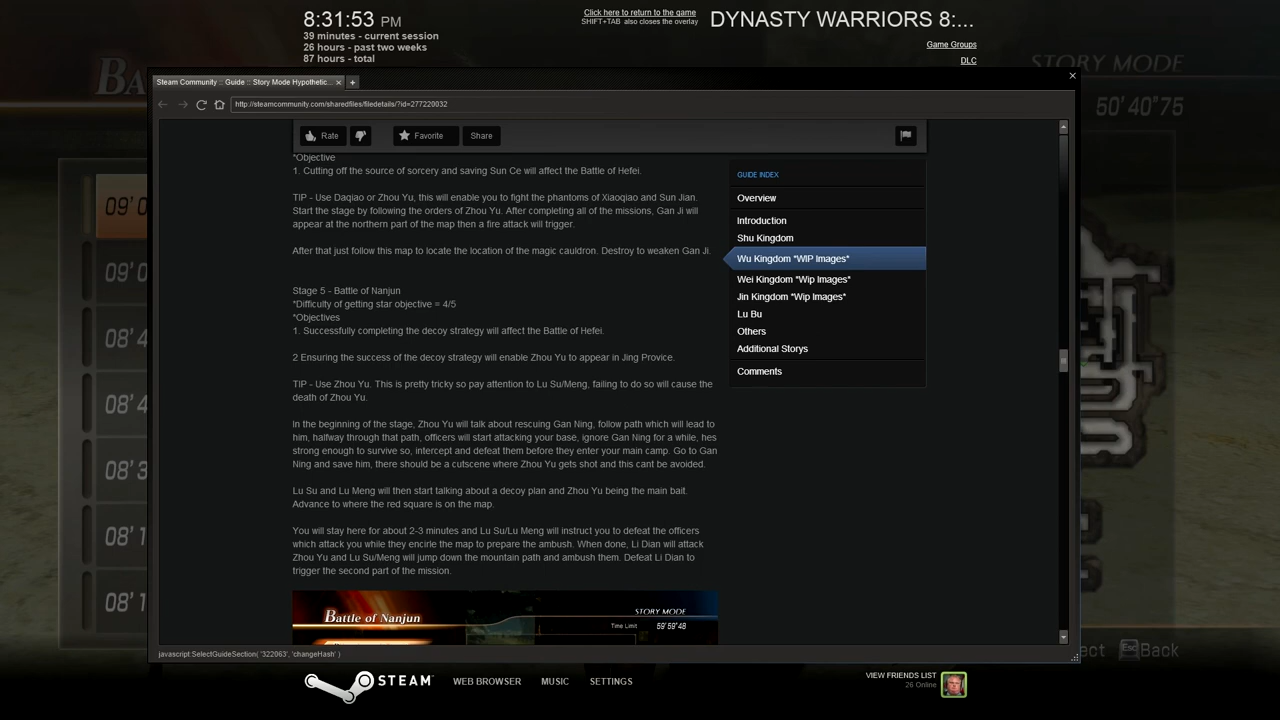 8:31:53 PM
39 minutes - current session
26 hours - past two weeks
87 hours - total
Click here to return to the game
SHIFT+TAB also closes the overlay
DYNASTY WARRIORS 8:...
Game Groups
DLC
Ba
STORY MODE
50'40"75
Steam Community :: Guide :: Story Mode Hypothetic...
http://steamcommunity.com/sharedfiles/filedetails/?id=277220032
Rate
Favorite
Share
*Objective
1. Cutting off the source of sorcery and saving Sun Ce will affect the Battle of Hefei.
TIP - Use Daqiao or Zhou Yu, this will enable you to fight the phantoms of Xiaoqiao and Sun Jian.
Start the stage by following the orders of Zhou Yu. After completing all of the missions, Gan Ji will
appear at the northern part of the map then a fire attack will trigger.
After that just follow this map to locate the location of the magic cauldron. Destroy to weaken Gan Ji.
Stage 5 - Battle of Nanjun
*Difficulty of getting star objective = 4/5
*Objectives
1. Successfully completing the decoy strategy will affect the Battle of Hefei.
2 Ensuring the success of the decoy strategy will enable Zhou Yu to appear in Jing Provice.
TIP - Use Zhou Yu. This is pretty tricky so pay attention to Lu Su/Meng, failing to do so will cause the
death of Zhou Yu.
In the beginning of the stage, Zhou Yu will talk about rescuing Gan Ning, follow path which will lead to
him, halfway through that path, officers will start attacking your base, ignore Gan Ning for a while, hes
strong enough to survive so, intercept and defeat them before they enter your main camp. Go to Gan
Ning and save him, there should be a cutscene where Zhou Yu gets shot and this cant be avoided.
Lu Su and Lu Meng will then start talking about a decoy plan and Zhou Yu being the main bait.
Advance to where the red square is on the map.
You will stay here for about 2-3 minutes and Lu Su/Lu Meng will instruct you to defeat the officers
which attack you while they encirle the map to prepare the ambush. When done, Li Dian will attack
Zhou Yu and Lu Su/Meng will jump down the mountain path and ambush them. Defeat Li Dian to
trigger the second part of the mission.
Battle of Nanjun
STORY MODE
Time Limit
59'59"48
GUIDE INDEX
Overview
Introduction
Shu Kingdom
Wu Kingdom *WIP Images*
Wei Kingdom *Wip Images*
Jin Kingdom *Wip Images*
Lu Bu
Others
Additional Storys
Comments
09'0
09'0
08'4
08'4
08'3
08'1
08'1
ect
Esc
Back
javascript:SelectGuideSection( '322063', 'changeHash' )
STEAM
WEB BROWSER
MUSIC
SETTINGS
VIEW FRIENDS LIST
26 Online